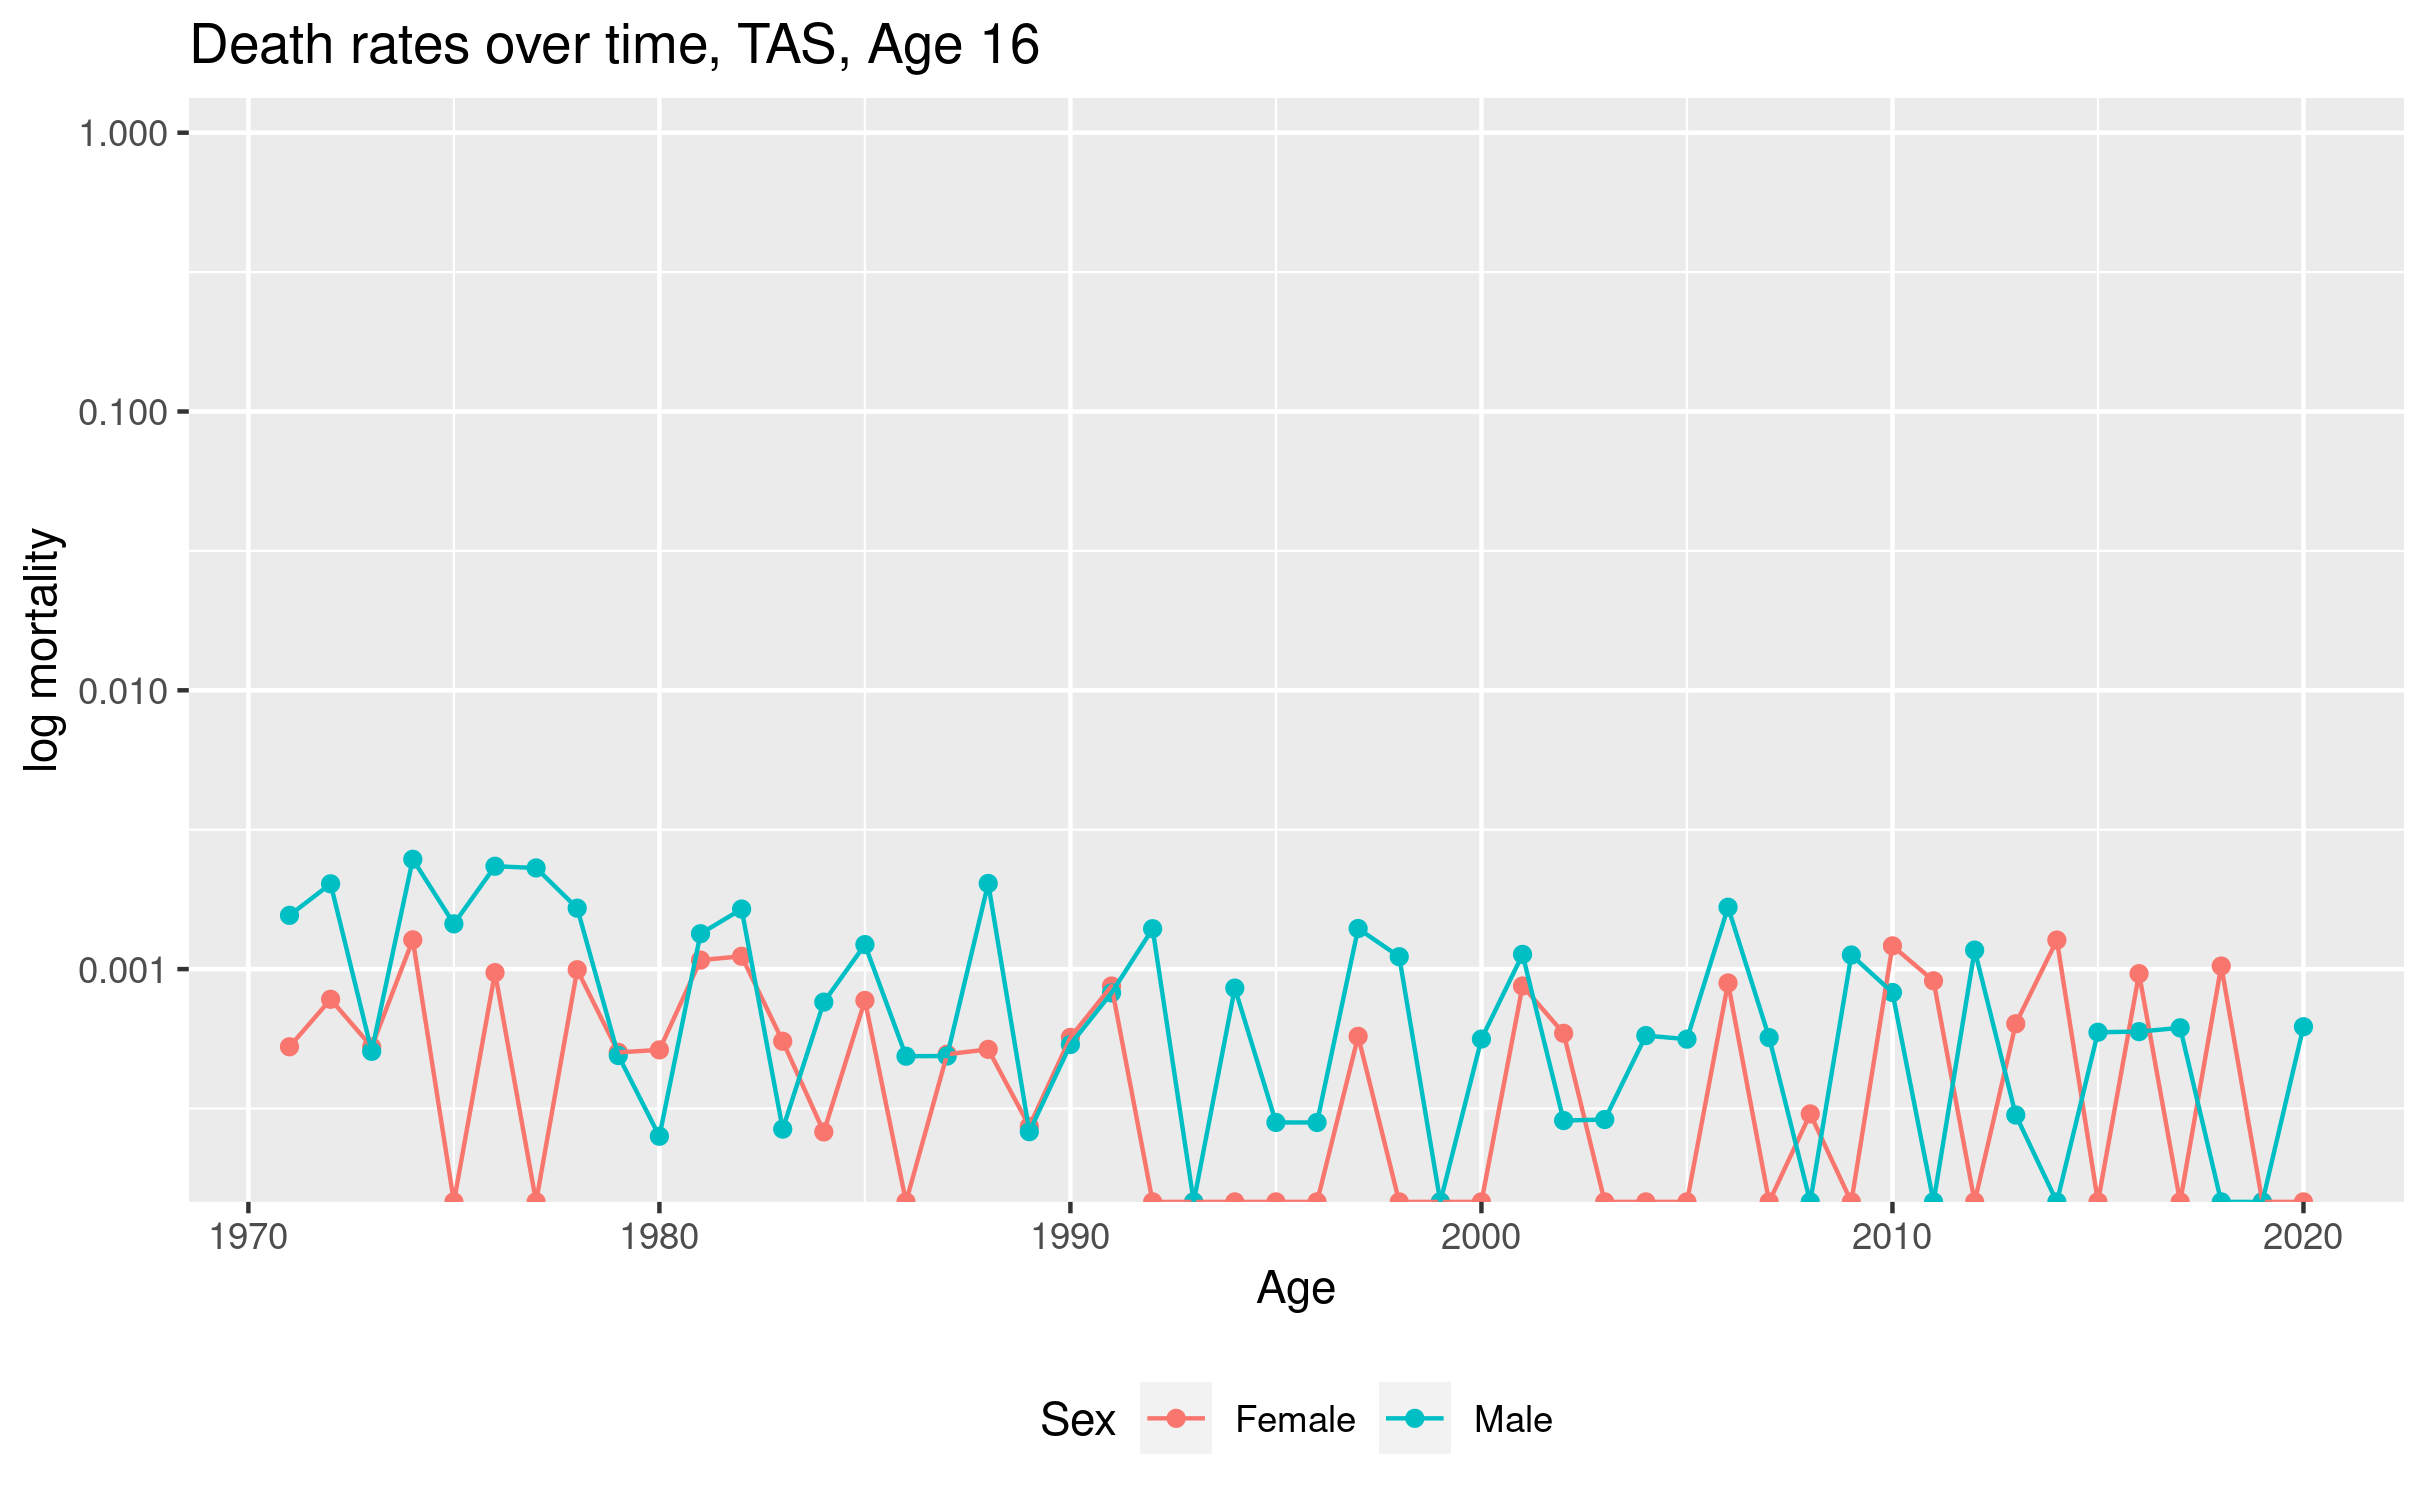 Death rates over time, TAS, Age 16
1.000
0.100
0.010
0.001
log mortality
1970 1980 1990 2000 2010 2020
Age
Sex Female Male